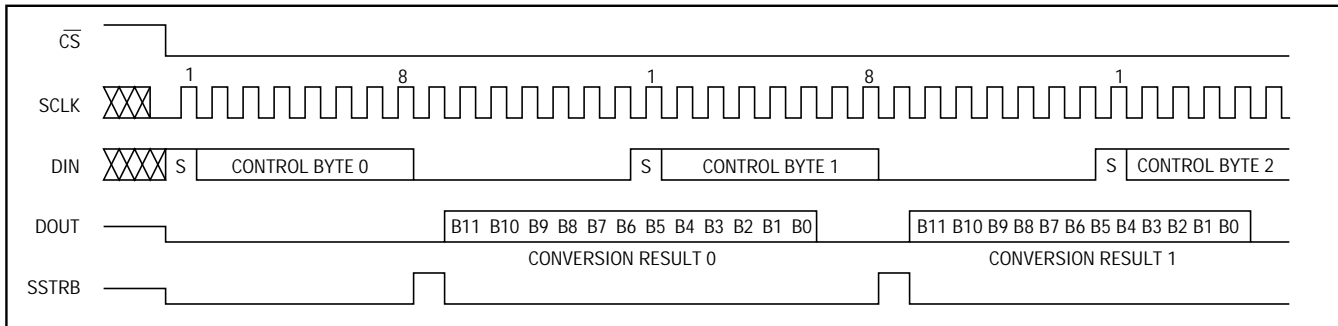 CS
1 8 1 8 1
SCLK
DIN S CONTROL BYTE 0 S CONTROL BYTE 1 S CONTROL BYTE 2
DOUT B11 B10 B9 B8 B7 B6 B5 B4 B3 B2 B1 B0 B11 B10 B9 B8 B7 B6 B5 B4 B3 B2 B1 B0
CONVERSION RESULT 0 CONVERSION RESULT 1
SSTRB